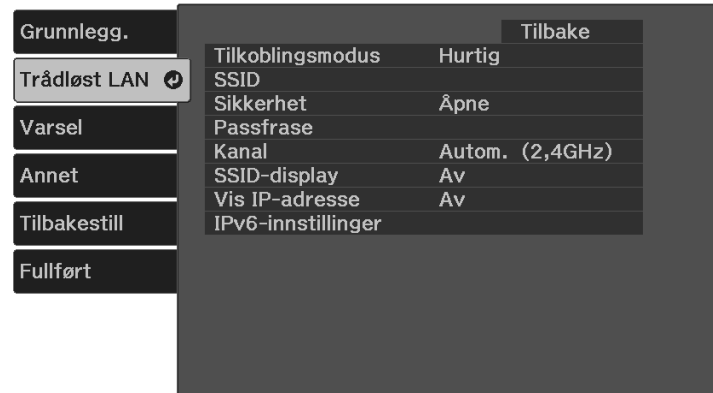 Grunnlegg.
Trådløst LAN
Varsel
Annet
Tilbakestill
Fullført
Tilbake
Tilkoblingsmodus Hurtig
SSID
Sikkerhet Åpne
Passfrase
Kanal Autom. (2,4GHz)
SSID-display Av
Vis IP-adresse Av
IPv6-innstillinger